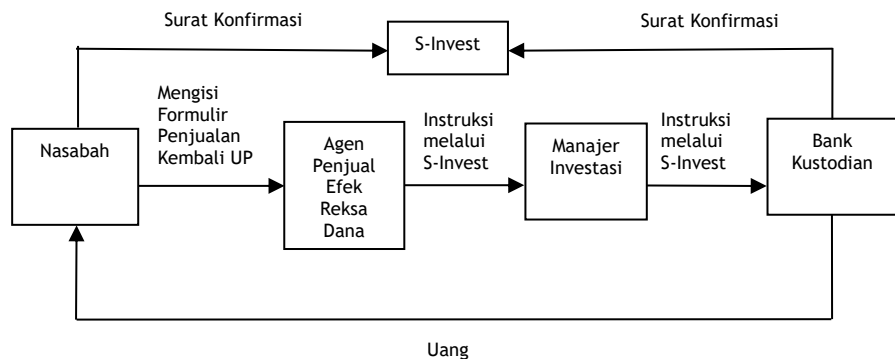 Surat Konfirmasi
Surat Konfirmasi
S-Invest
Mengisi
Formulir
Penjualan
Kembali UP
Nasabah
Agen
Penjual
Efek
Reksa
Dana
Instruksi
melalui
S-Invest
Manajer
Investasi
Instruksi
melalui
S-Invest
Bank
Kustodian
Uang